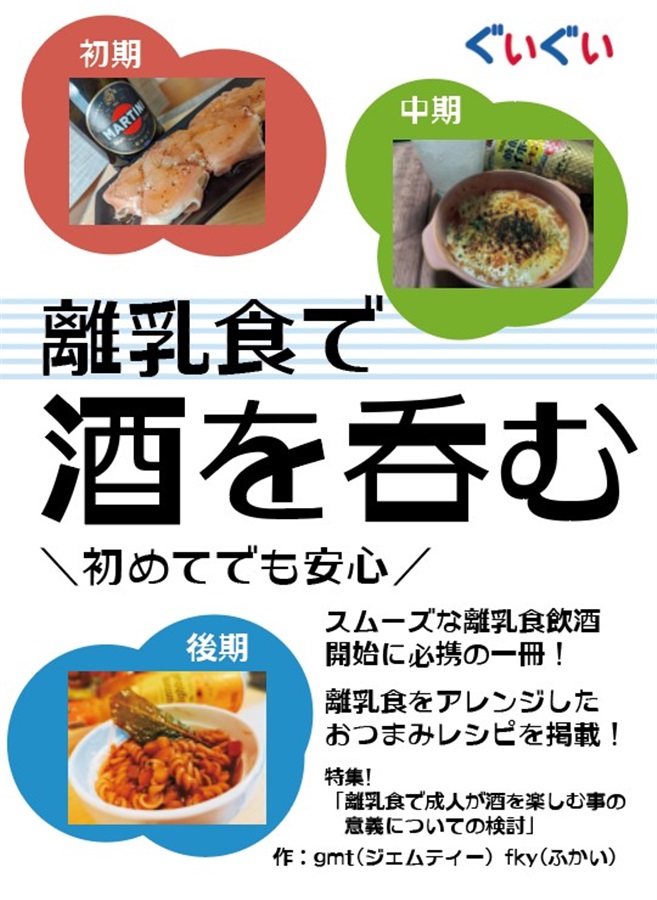 初期
ぐいぐい
中期
MARTINI
離乳食で
酒を呑む
＼初めてでも安心／
後期
スムーズな離乳食飲酒
開始に必携の一冊！
離乳食をアレンジした
おつまみレシピを掲載！
特集!
「離乳食で成人が酒を楽しむ事の
意義についての検討」
作：gmt(ジェムティー) fky(ふかい)